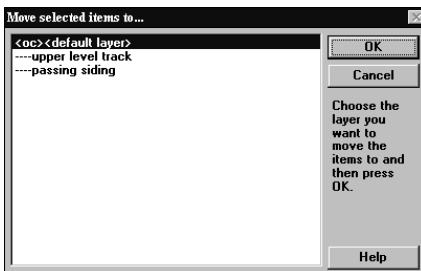 Move selected items to...
<oc><default layer>
----upper level track
----passing siding
OK
Cancel
Choose the
layer you
want to
move the
items to and
then press
OK.
Help